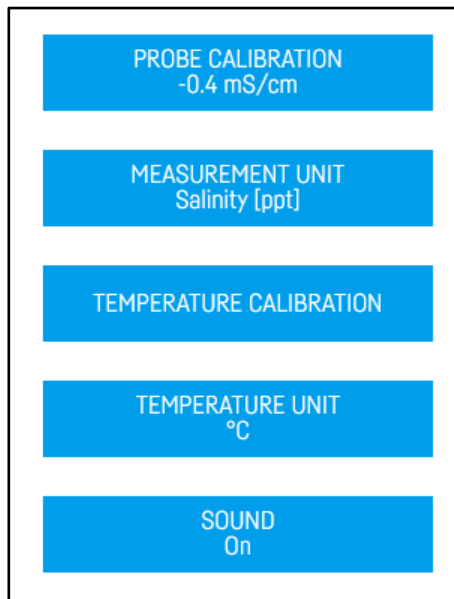 PROBE CALIBRATION
-0.4 mS/cm
MEASUREMENT UNIT
Salinity [ppt]
TEMPERATURE CALIBRATION
TEMPERATURE UNIT
°C
SOUND
On